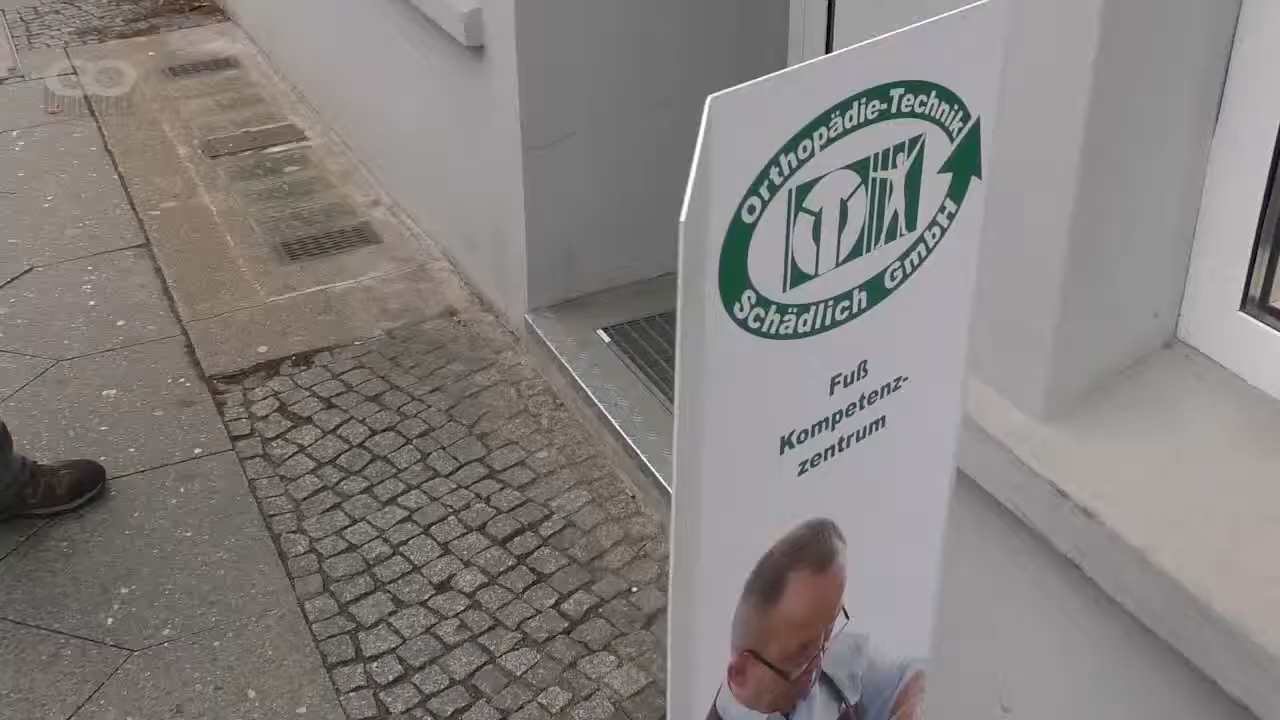 Orthopädie-Technik
Schädlich GmbH
Fuß
Kompetenz-
zentrum